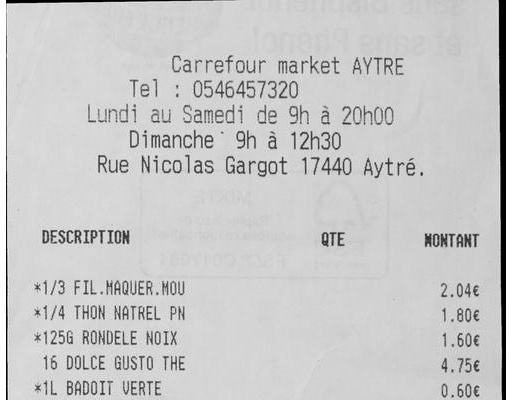 Carrefour market AYTRE
Tel : 0546457320
Lundi au Samedi de 9h à 20h00
Dimanche 9h à 12h30
Rue Nicolas Gargot 17440 Aytré.
DESCRIPTION QTE MONTANT
*1/3 FIL.MAQUER.MOU 2.04€
*1/4 THON NATREL PN 1.80€
*125G RONDELE NOIX 1.60€
16 DOLCE GUSTO THE 4.75€
*1L BADOIT VERTE 0.60€